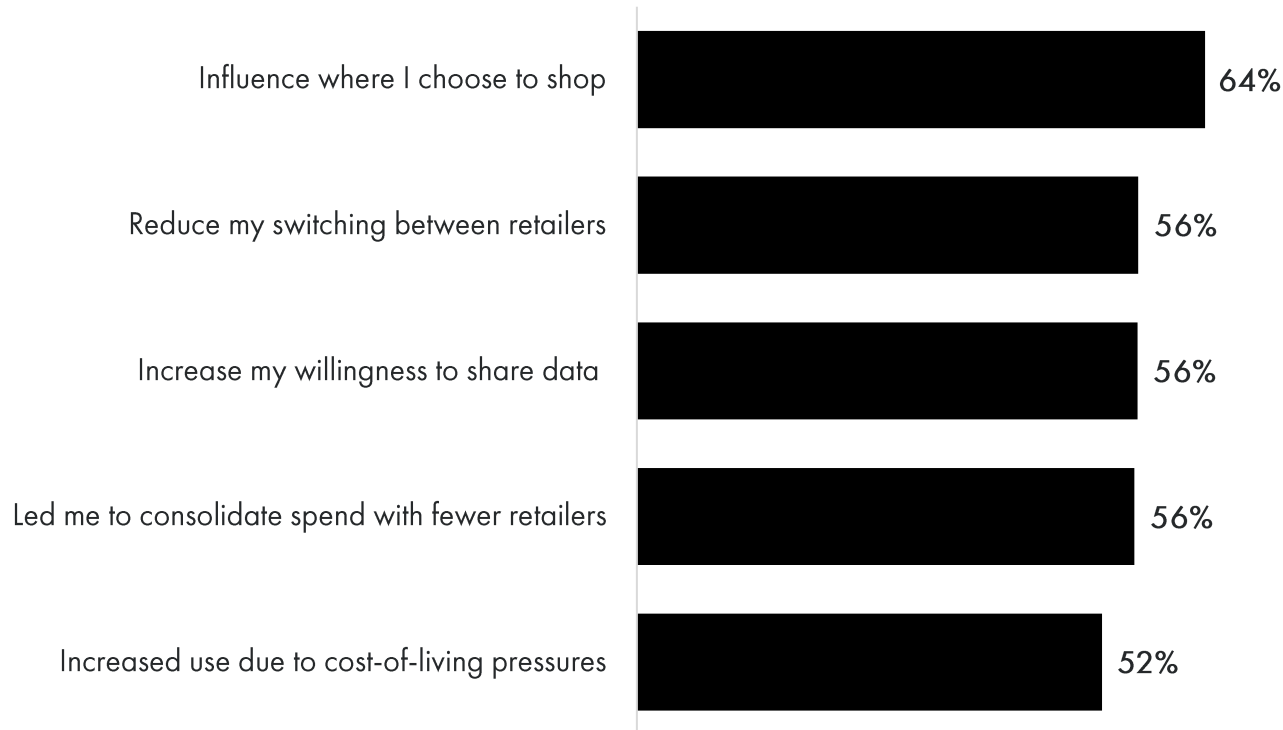 Influence where I choose to shop 64%
Reduce my switching between retailers 56%
Increase my willingness to share data 56%
Led me to consolidate spend with fewer retailers 56%
Increased use due to cost-of-living pressures 52%